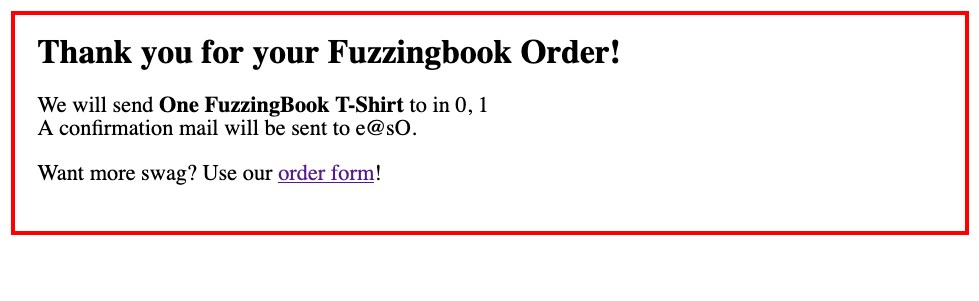 Thank you for your Fuzzingbook Order!
We will send One FuzzingBook T-Shirt to in 0, 1
A confirmation mail will be sent to e@sO.
Want more swag? Use our order form!